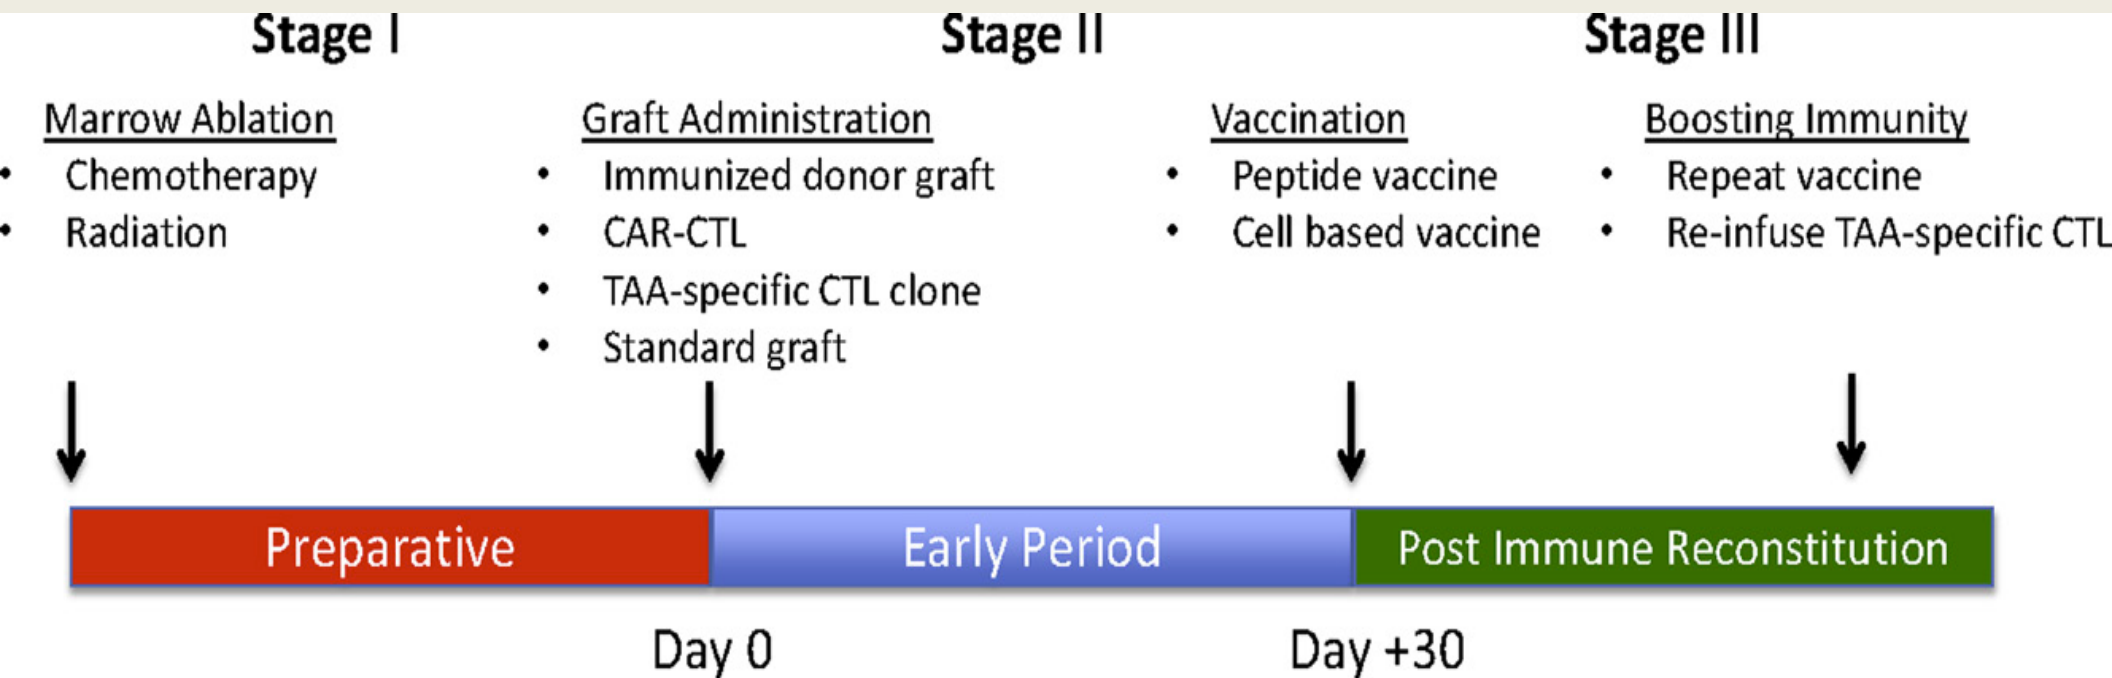 Stage I
Stage II
Stage III
Marrow Ablation
• Chemotherapy
• Radiation
Graft Administration
• Immunized donor graft
• CAR-CTL
• TAA-specific CTL clone
• Standard graft
Vaccination
• Peptide vaccine
• Cell based vaccine
Boosting Immunity
• Repeat vaccine
• Re-infuse TAA-specific CTL
Preparative
Early Period
Post Immune Reconstitution
Day 0
Day +30